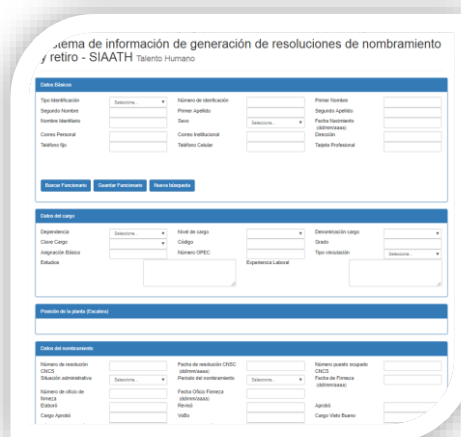 stema de información de generación de resoluciones de nombramiento
y retiro - SIAATH Talento Humano
Datos Básicos
Tipo Identificación Seleccione... Número de identificación Primer Nombre
Segundo Nombre Primer Apellido Segundo Apellido
Nombre Identitario Sexo Seleccione... Fecha Nacimiento
(dd/mm/aaaa)
Correo Personal Correo Institucional Dirección
Teléfono fijo Teléfono Celular Tarjeta Profesional
Buscar Funcionario Guardar Funcionario Nueva búsqueda
Datos del cargo
Dependencia Seleccione... Nivel de cargo Denominación cargo
Clave Cargo Código Grado
Asignación Básica Número OPEC Tipo vinculación Seleccione...
Estudios Experiencia Laboral
Posición de la planta (Escalera)
Datos del nombramiento
Número de resolución Fecha de resolución CNSC Número puesto ocupado
CNCS (dd/mm/aaaa) CNCS
Situación administrativa Seleccione... Periodo del nombramiento Seleccione... Fecha de Firmeza
(dd/mm/aaaa)
Número de oficio de Fecha Oficio Firmeza
firmeza (dd/mm/aaaa)
Elaboró Revisó Aprobó
Cargo Aprobó VoBo Cargo Visto Bueno